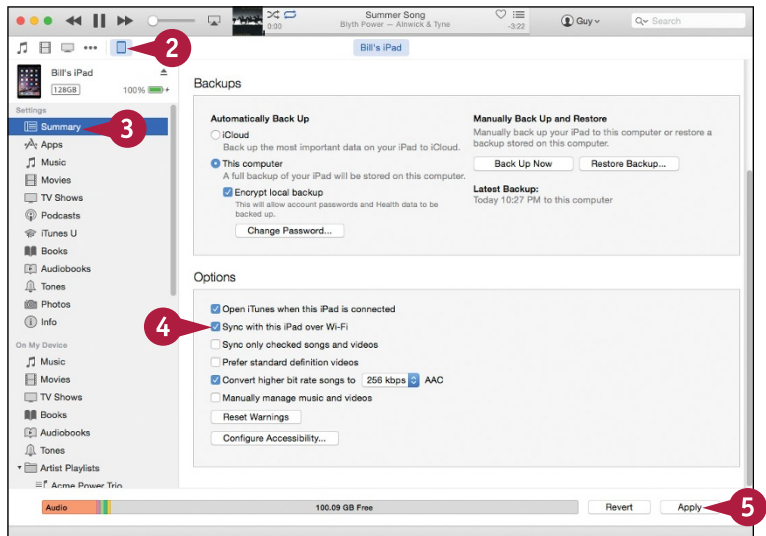 Summer Song
Blyth Power — Alnwick & Tyne
0:00
-3:22
Guy
Search
2
Bill's iPad
Bill's iPad
128GB
100%
Settings
Summary
3
Apps
Music
Movies
TV Shows
Podcasts
iTunes U
Books
Audiobooks
Tones
Photos
Info
On My Device
Music
Movies
TV Shows
Books
Audiobooks
Tones
Artist Playlists
Acme Power Trio
Backups
Automatically Back Up
iCloud
Back up the most important data on your iPad to iCloud.
This computer
A full backup of your iPad will be stored on this computer.
Encrypt local backup
This will allow account passwords and Health data to be
backed up.
Change Password...
Manually Back Up and Restore
Manually back up your iPad to this computer or restore a
backup stored on this computer.
Back Up Now
Restore Backup...
Latest Backup:
Today 10:27 PM to this computer
Options
Open iTunes when this iPad is connected
4
Sync with this iPad over Wi-Fi
Sync only checked songs and videos
Prefer standard definition videos
Convert higher bit rate songs to 256 kbps AAC
Manually manage music and videos
Reset Warnings
Configure Accessibility...
Audio
100.09 GB Free
Revert
Apply
5